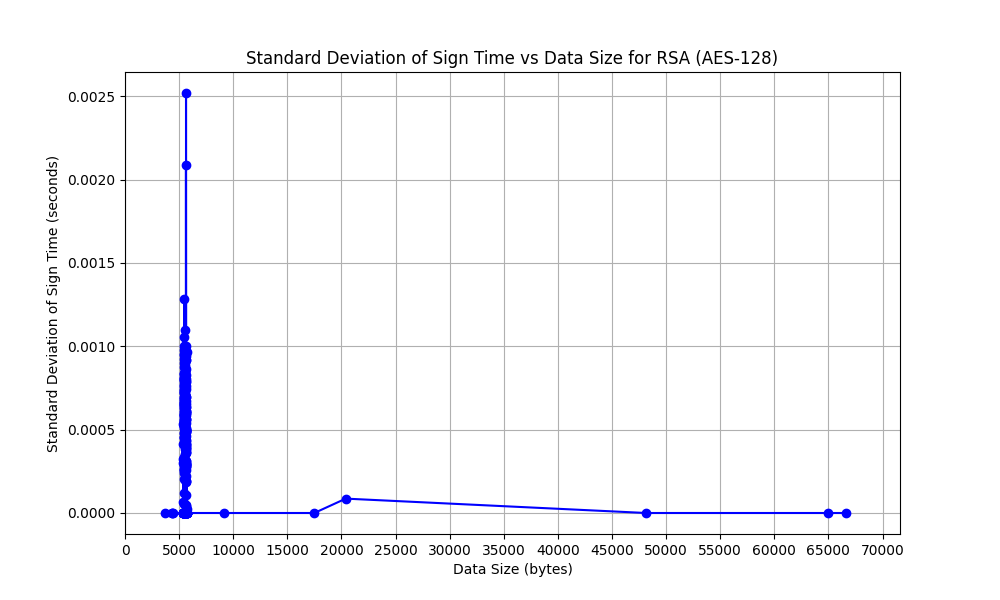 Standard Deviation of Sign Time vs Data Size for RSA (AES-128)
Standard Deviation of Sign Time (seconds)
0.0025
0.0020
0.0015
0.0010
0.0005
0.0000
0 5000 10000 15000 20000 25000 30000 35000 40000 45000 50000 55000 60000 65000 70000
Data Size (bytes)